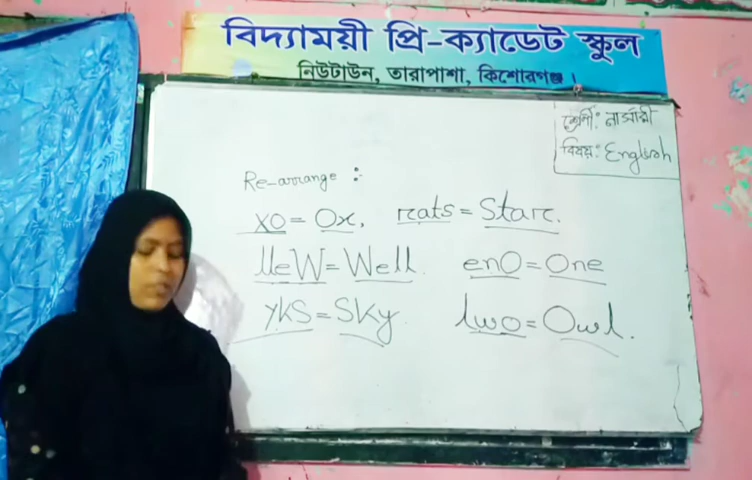 বিদ্যাময়ী প্রি-ক্যাডেট স্কুল
নিউটাউন, তারাপাশা, কিশোরগঞ্জ।
শ্রেণী: নার্সারী
বিষয়: English
Re-arrange :
xo = Ox, rats = Star.
lleW = Well. enO = One
yks = Sky. lwo = Owl.